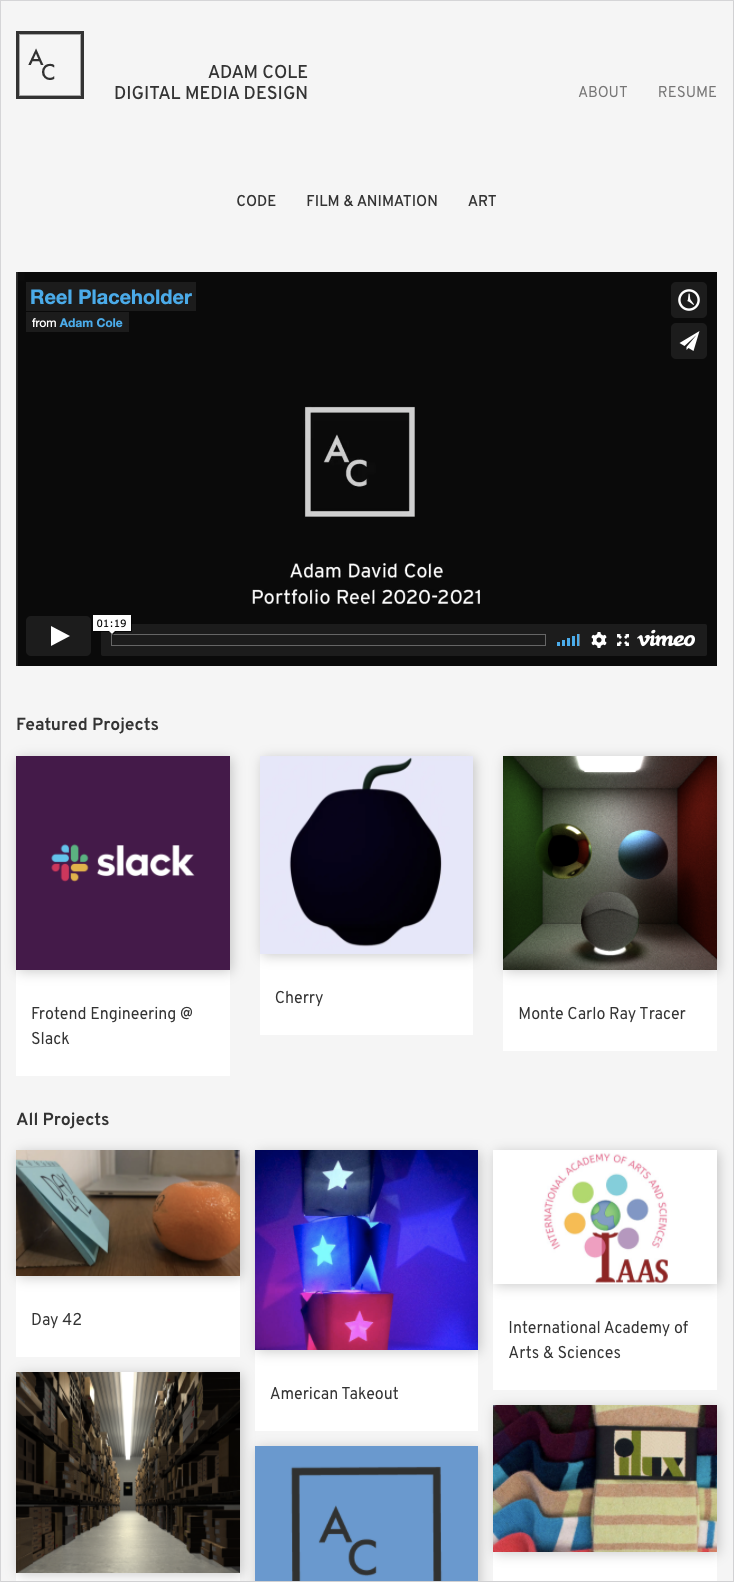 AC
ADAM COLE
DIGITAL MEDIA DESIGN
ABOUT RESUME
CODE FILM & ANIMATION ART
Reel Placeholder
from Adam Cole
AC
Adam David Cole
Portfolio Reel 2020-2021
01:19
vimeo
Featured Projects
slack
Frotend Engineering @
Slack
Cherry
Monte Carlo Ray Tracer
All Projects
DAY
42
Day 42
American Takeout
INTERNATIONAL ACADEMY OF ARTS AND SCIENCES
IAAS
International Academy of
Arts & Sciences
AC
ilux